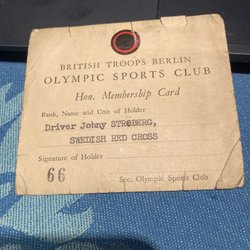 BRITISH TROOPS BERLIN
OLYMPIC SPORTS CLUB
Hon. Membership Card
Rank, Name and Unit of Holder
Driver Johny STRØBERG,
SWEDISH RED CROSS
Signature of Holder
66
Sec. Olympic Sports Club